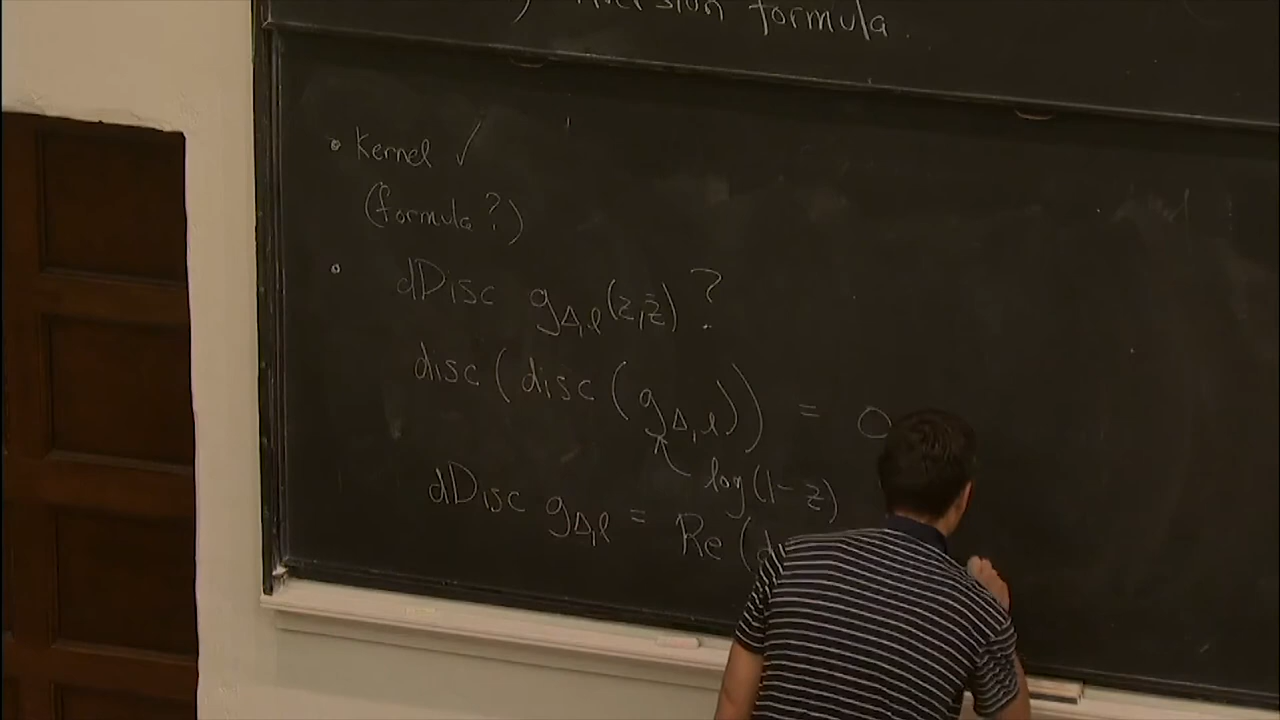 formula.
• Kernel ✓
(formula?)
• dDisc g_{Δ,ℓ}(z,z̄)?
disc(disc(g_{Δ,ℓ})) = 0
log(1-z)
dDisc g_{Δ,ℓ} = Re(